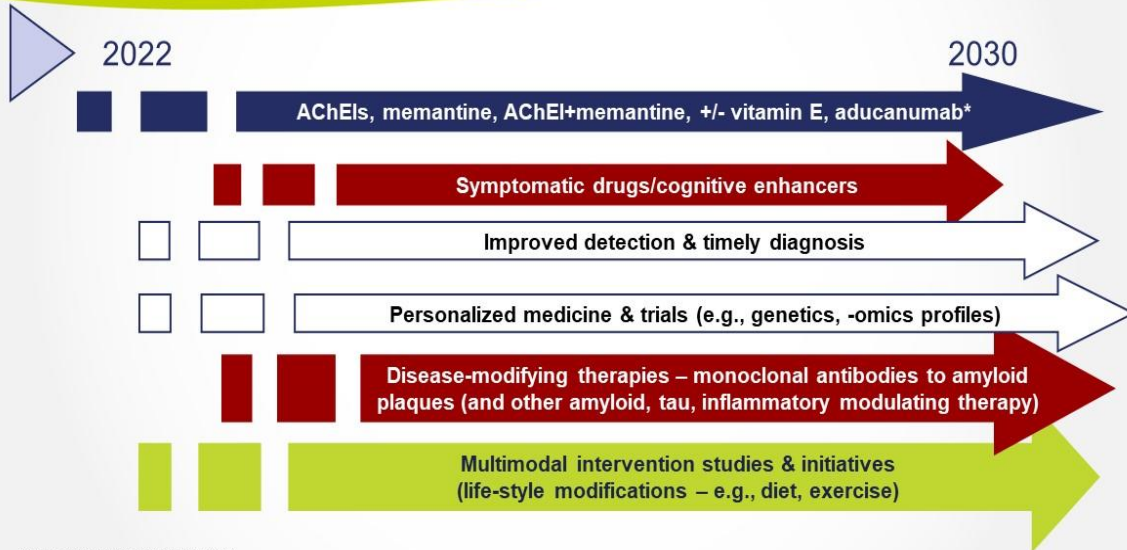 2022
2030
AChEIs, memantine, AChEI+memantine, +/- vitamin E, aducanumab*
Symptomatic drugs/cognitive enhancers
Improved detection & timely diagnosis
Personalized medicine & trials (e.g., genetics, -omics profiles)
Disease-modifying therapies – monoclonal antibodies to amyloid
plaques (and other amyloid, tau, inflammatory modulating therapy)
Multimodal intervention studies & initiatives
(life-style modifications – e.g., diet, exercise)